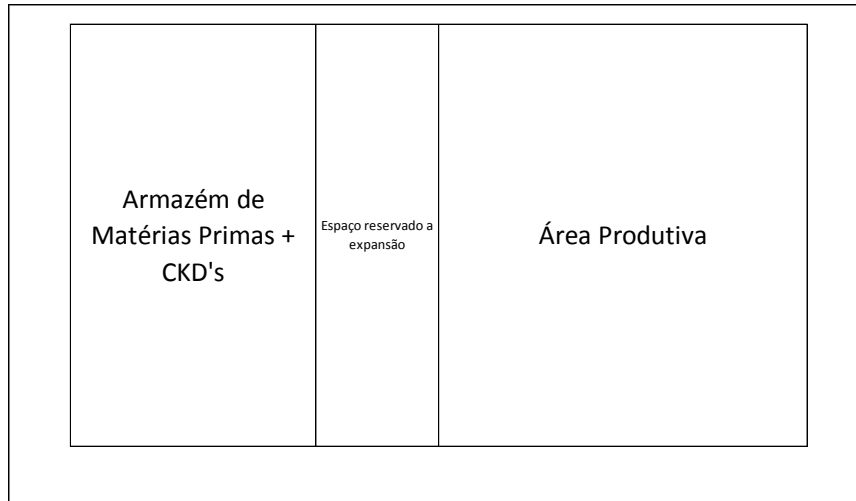 Armazém de
Matérias Primas +
CKD's
Espaço reservado a
expansão
Área Produtiva